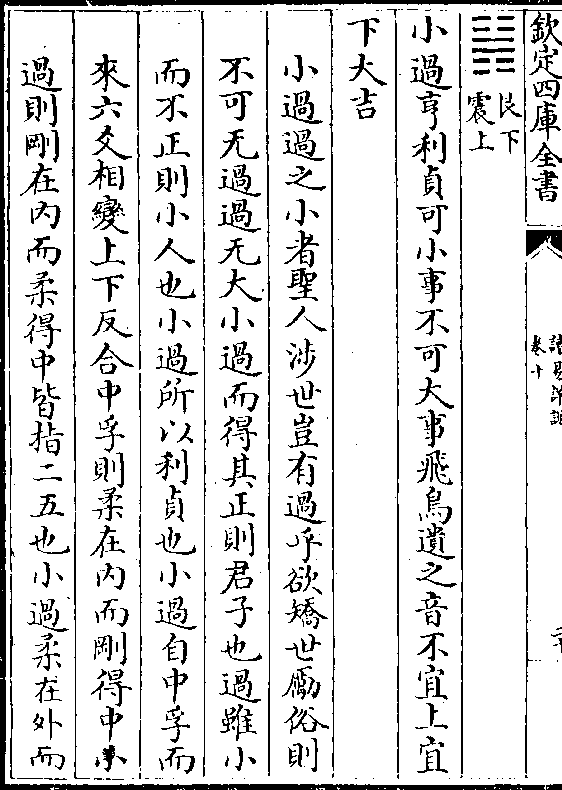 欽定四庫全書
卷十
艮下
震上
小過亨利貞可小事不可大事飛鳥遺之音不宜上宜
下大吉
小過過之小者聖人涉世豈有過乎欲矯世勵俗則
不可无過過无大小過而得其正則君子也過雖小
而不正則小人也小過所以利貞也小過自中孚而
來六爻相變上下反合中孚則柔在内而剛得中小
過則剛在内而柔得中皆指二五也小過柔在外而